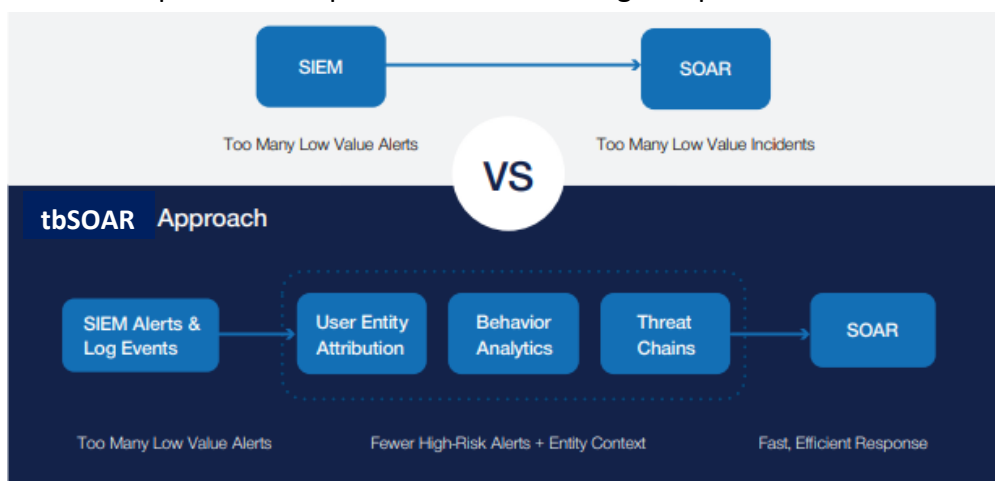 SIEM
SOAR
Too Many Low Value Alerts
Too Many Low Value Incidents
VS
tbSOAR Approach
SIEM Alerts &
Log Events
User Entity
Attribution
Behavior
Analytics
Threat
Chains
SOAR
Too Many Low Value Alerts
Fewer High-Risk Alerts + Entity Context
Fast, Efficient Response